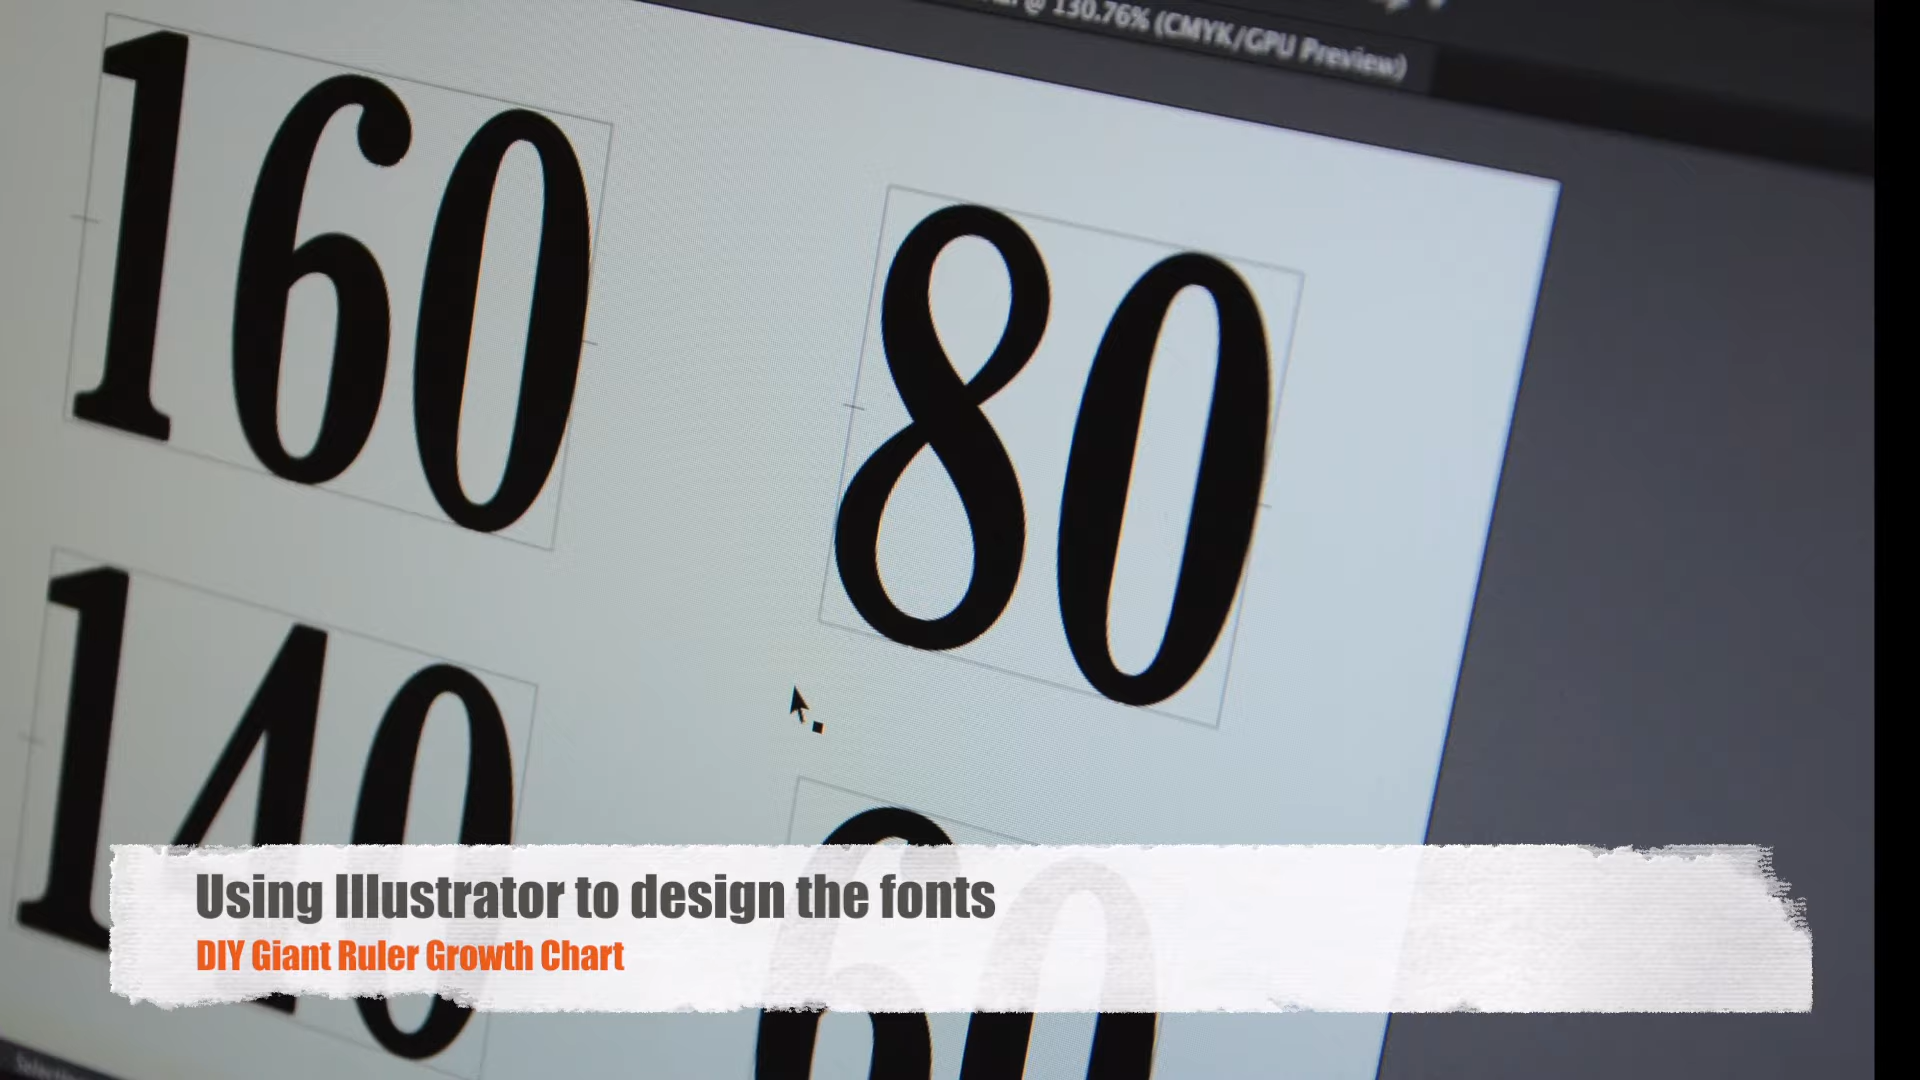 @ 130.76% (CMYK/GPU Preview)
160
80
140
60
Using Illustrator to design the fonts
DIY Giant Ruler Growth Chart